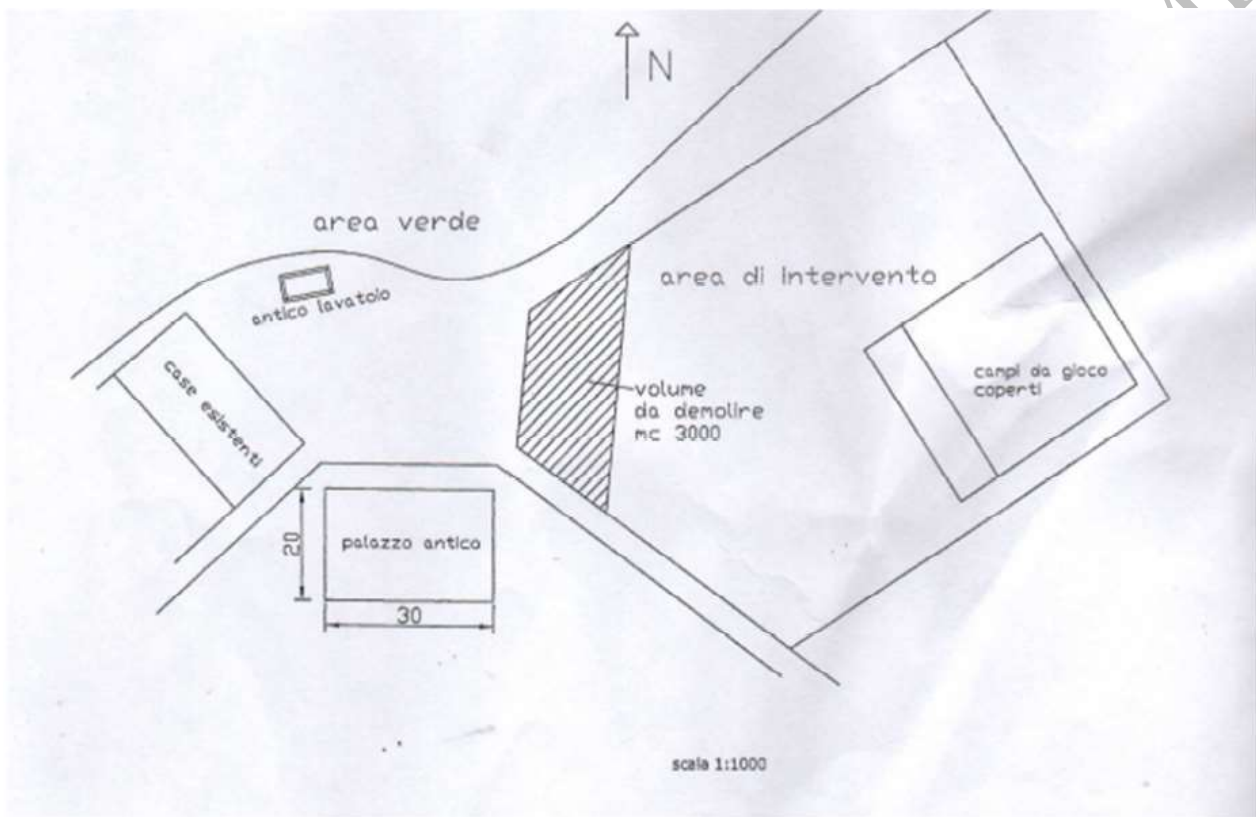 N
area verde
area di intervento
antico lavatoio
case esistenti
campi da gioco
coperti
volume
da demolire
mc 3000
palazzo antico
20
30
scala 1:1000